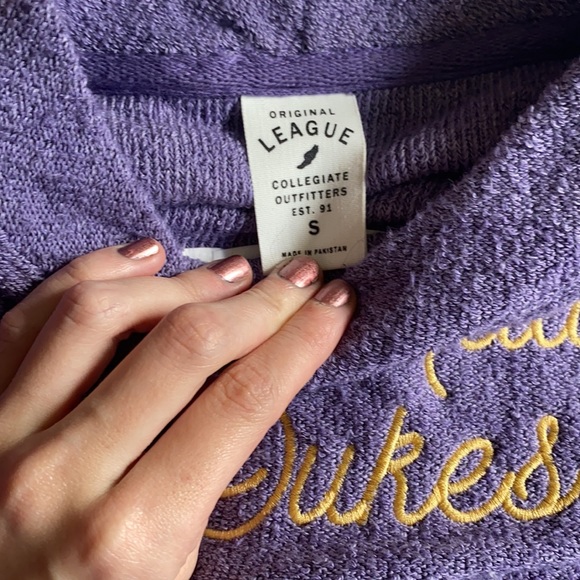 ORIGINAL
LEAGUE
COLLEGIATE
OUTFITTERS
EST. 91
S
MADE IN PAKISTAN
Dukes